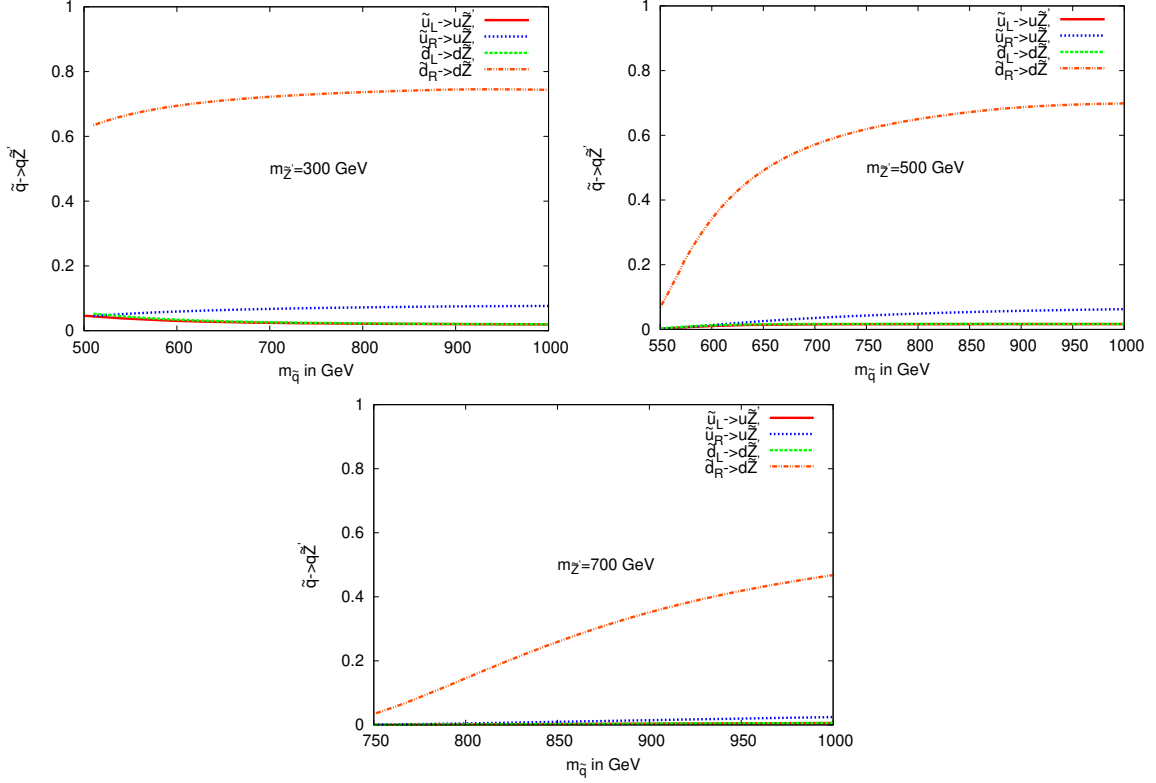 ũ_L->uZ̃'
ũ_R->uZ̃'
d̃_L->dZ̃'
d̃_R->dZ̃'
1
0.8
0.6
0.4
0.2
0
q̃->qZ̃'
m_Z̃'=300 GeV
500 600 700 800 900 1000
m_q̃ in GeV
ũ_L->uZ̃'
ũ_R->uZ̃'
d̃_L->dZ̃'
d̃_R->dZ̃'
1
0.8
0.6
0.4
0.2
0
q̃->qZ̃'
m_Z̃'=500 GeV
550 600 650 700 750 800 850 900 950 1000
m_q̃ in GeV
ũ_L->uZ̃'
ũ_R->uZ̃'
d̃_L->dZ̃'
d̃_R->dZ̃'
1
0.8
0.6
0.4
0.2
0
q̃->qZ̃'
m_Z̃'=700 GeV
750 800 850 900 950 1000
m_q̃ in GeV